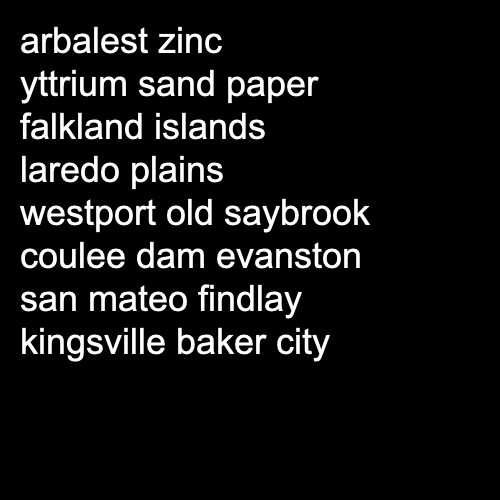 arbalest zinc
yttrium sand paper
falkland islands
laredo plains
westport old saybrook
coulee dam evanston
san mateo findlay
kingsville baker city